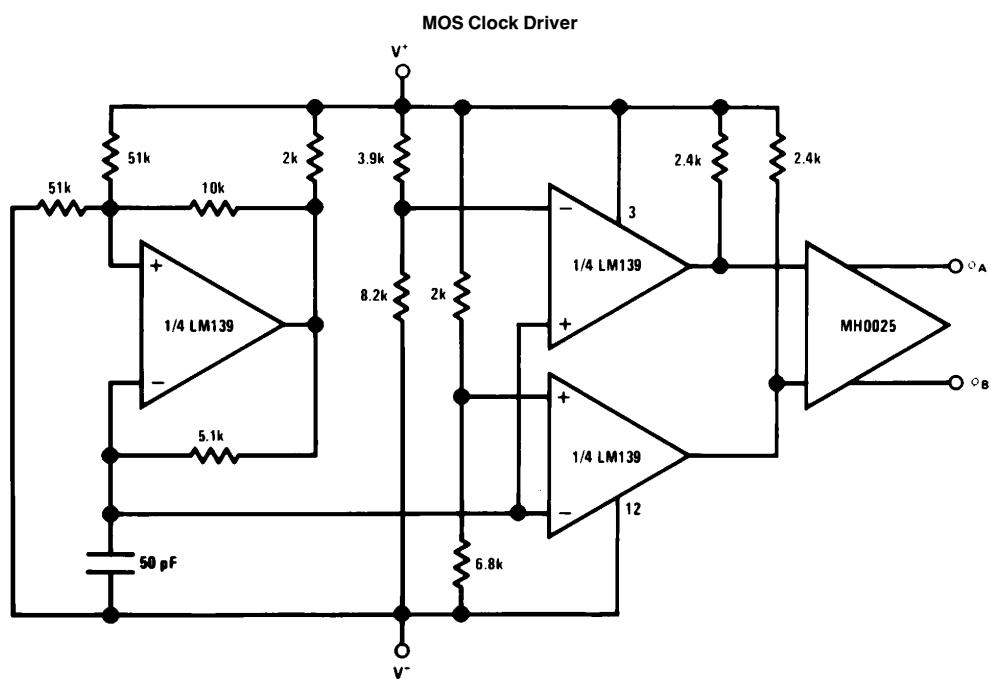 MOS Clock Driver
V+
51k
2k
3.9k
2.4k
2.4k
51k
10k
− 3
+
1/4 LM139
−
5.1k
8.2k
2k
1/4 LM139
+
MH0025
ΦA
ΦB
+
1/4 LM139
−
12
50 pF
6.8k
V−